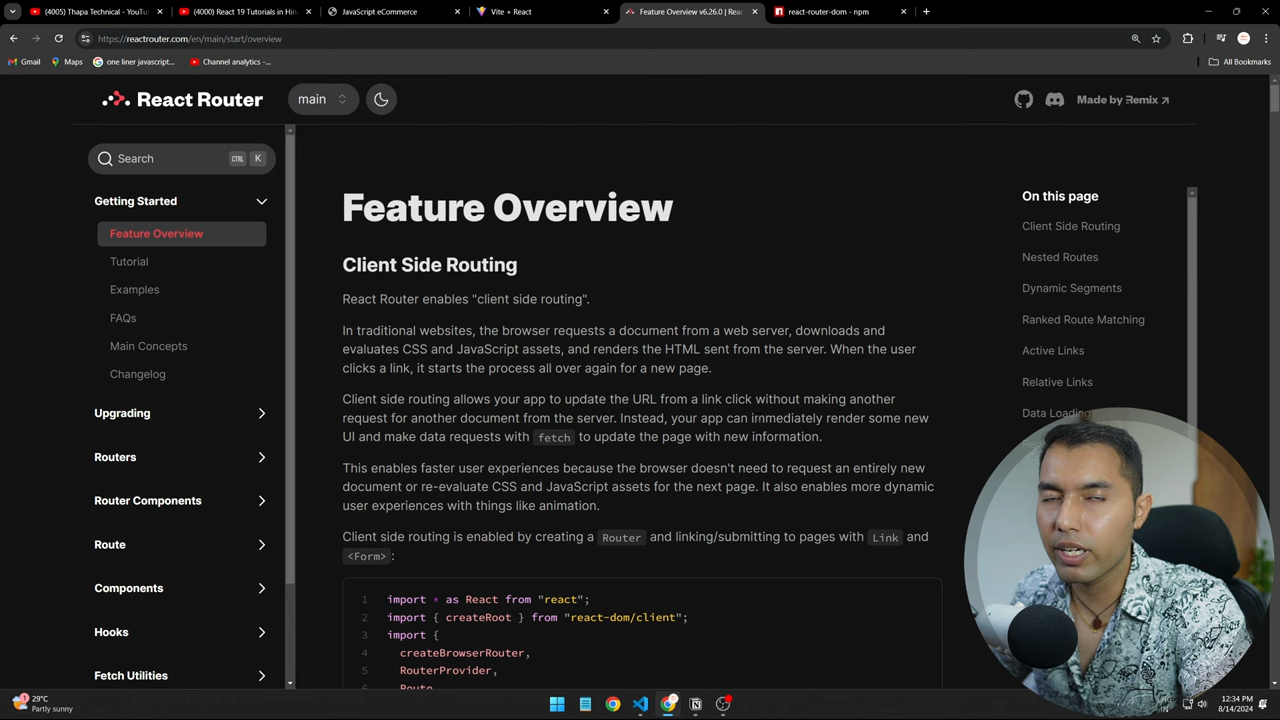 (4005) Thapa Technical - YouTu
(4000) React 19 Tutorials in Hin
JavaScript eCommerce
Vite + React
Feature Overview v6.26.0 | Reac
react-router-dom - npm
https://reactrouter.com/en/main/start/overview
Gmail
Maps
one liner javascript...
Channel analytics -...
All Bookmarks
React Router
main
Made by Remix
Search
CTRL
K
Getting Started
Feature Overview
Tutorial
Examples
FAQs
Main Concepts
Changelog
Upgrading
Routers
Router Components
Route
Components
Hooks
Fetch Utilities
Feature Overview
Client Side Routing
React Router enables "client side routing".
In traditional websites, the browser requests a document from a web server, downloads and
evaluates CSS and JavaScript assets, and renders the HTML sent from the server. When the user
clicks a link, it starts the process all over again for a new page.
Client side routing allows your app to update the URL from a link click without making another
request for another document from the server. Instead, your app can immediately render some new
UI and make data requests with fetch to update the page with new information.
This enables faster user experiences because the browser doesn't need to request an entirely new
document or re-evaluate CSS and JavaScript assets for the next page. It also enables more dynamic
user experiences with things like animation.
Client side routing is enabled by creating a Router and linking/submitting to pages with Link and
<Form>:
1 import * as React from "react";
2 import { createRoot } from "react-dom/client";
3 import {
4 createBrowserRouter,
5 RouterProvider,
6 Route,
On this page
Client Side Routing
Nested Routes
Dynamic Segments
Ranked Route Matching
Active Links
Relative Links
Data Loading
29°C
Partly sunny
12:34 PM
8/14/2024